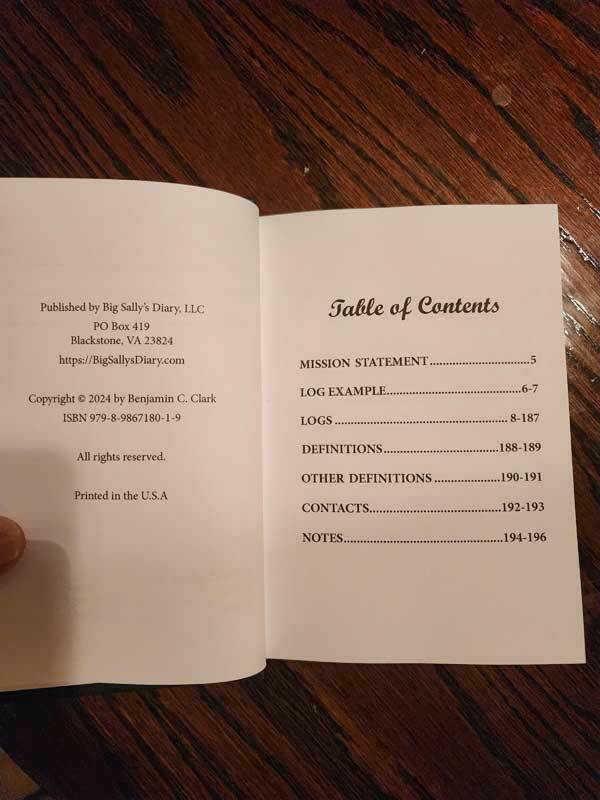 Published by Big Sally's Diary, LLC
PO Box 419
Blackstone, VA 23824
https://BigSallysDiary.com
Copyright © 2024 by Benjamin C. Clark
ISBN 979-8-9867180-1-9
All rights reserved.
Printed in the U.S.A
Table of Contents
MISSION STATEMENT..............................5
LOG EXAMPLE........................................6-7
LOGS ................................................... 8-187
DEFINITIONS..................................188-189
OTHER DEFINITIONS ....................190-191
CONTACTS.......................................192-193
NOTES...............................................194-196